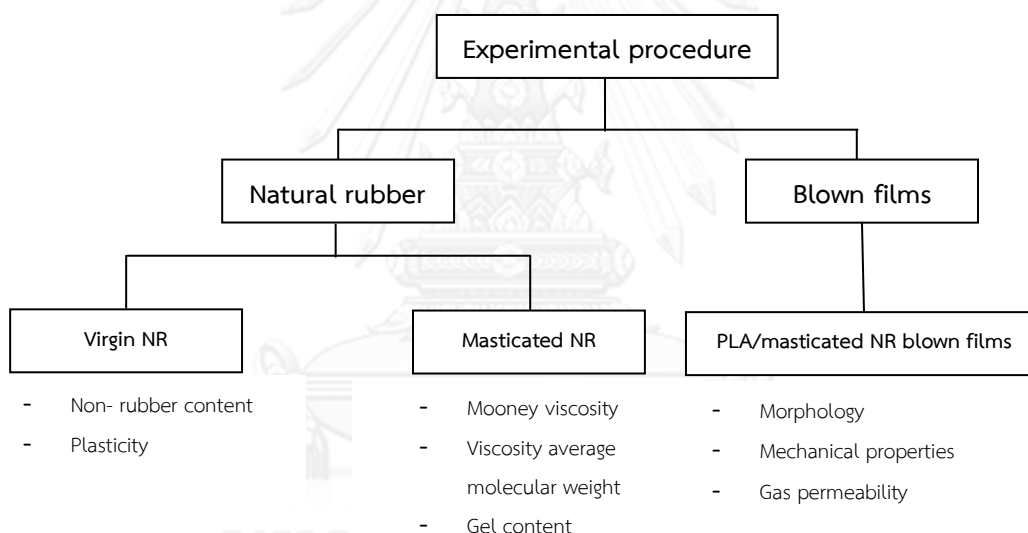 Experimental procedure
Natural rubber
Blown films
Virgin NR
Masticated NR
PLA/masticated NR blown films
- Non- rubber content
- Plasticity
- Mooney viscosity
- Viscosity average
molecular weight
- Gel content
- Morphology
- Mechanical properties
- Gas permeability